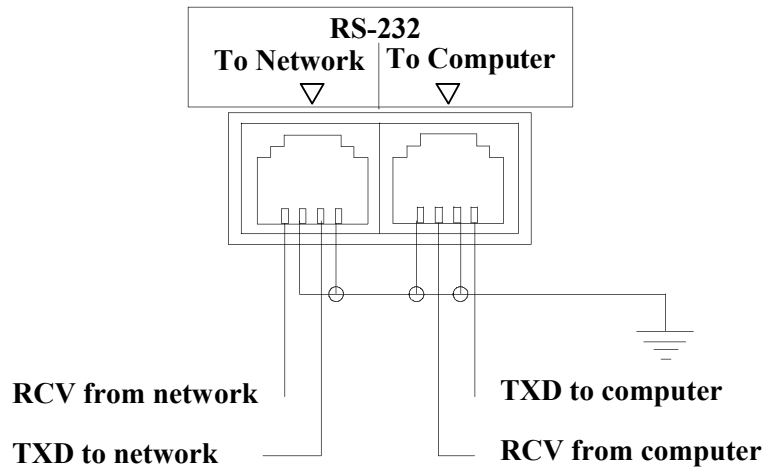 RS-232
To Network To Computer
RCV from network
TXD to computer
TXD to network
RCV from computer